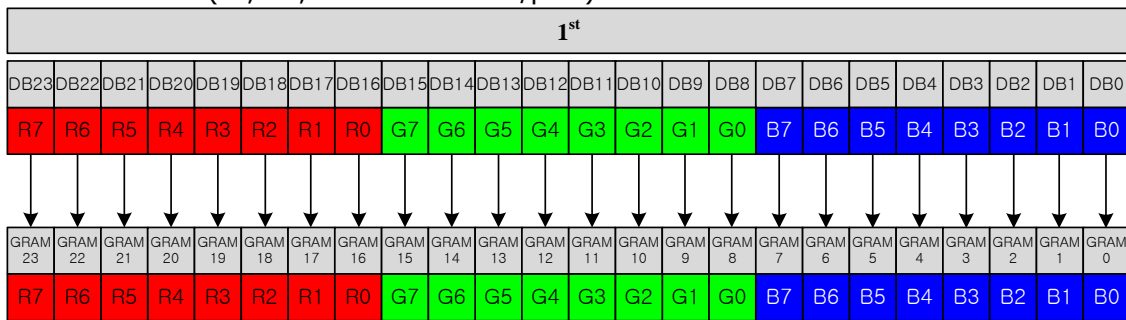 1st
DB23 DB22 DB21 DB20 DB19 DB18 DB17 DB16 DB15 DB14 DB13 DB12 DB11 DB10 DB9 DB8 DB7 DB6 DB5 DB4 DB3 DB2 DB1 DB0
R7 R6 R5 R4 R3 R2 R1 R0 G7 G6 G5 G4 G3 G2 G1 G0 B7 B6 B5 B4 B3 B2 B1 B0
GRAM GRAM GRAM GRAM GRAM GRAM GRAM GRAM GRAM GRAM GRAM GRAM GRAM GRAM GRAM GRAM GRAM GRAM GRAM GRAM GRAM GRAM GRAM GRAM
23 22 21 20 19 18 17 16 15 14 13 12 11 10 9 8 7 6 5 4 3 2 1 0
R7 R6 R5 R4 R3 R2 R1 R0 G7 G6 G5 G4 G3 G2 G1 G0 B7 B6 B5 B4 B3 B2 B1 B0